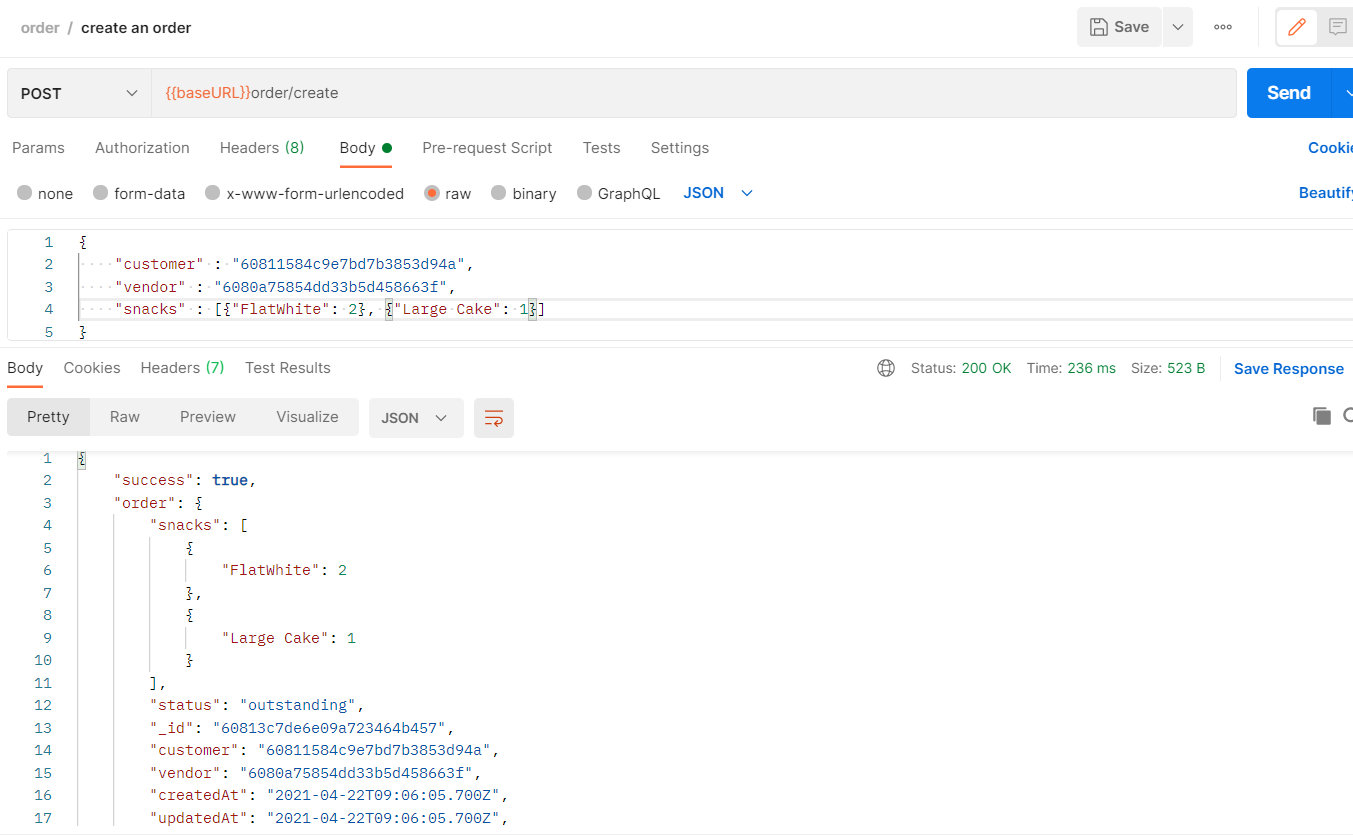 order / create an order Save
POST {{baseURL}}order/create Send
Params Authorization Headers (8) Body Pre-request Script Tests Settings Cookie
none form-data x-www-form-urlencoded raw binary GraphQL JSON Beautify
1 {
2 ····"customer"·:·"60811584c9e7bd7b3853d94a",
3 ····"vendor"·:·"6080a75854dd33b5d458663f",
4 ····"snacks"·:·[{"FlatWhite":·2},·{"Large·Cake":·1}]
5 }
Body Cookies Headers (7) Test Results Status: 200 OK Time: 236 ms Size: 523 B Save Response
Pretty Raw Preview Visualize JSON
1 {
2 "success": true,
3 "order": {
4 "snacks": [
5 {
6 "FlatWhite": 2
7 },
8 {
9 "Large Cake": 1
10 }
11 ],
12 "status": "outstanding",
13 "_id": "60813c7de6e09a723464b457",
14 "customer": "60811584c9e7bd7b3853d94a",
15 "vendor": "6080a75854dd33b5d458663f",
16 "createdAt": "2021-04-22T09:06:05.700Z",
17 "updatedAt": "2021-04-22T09:06:05.700Z",